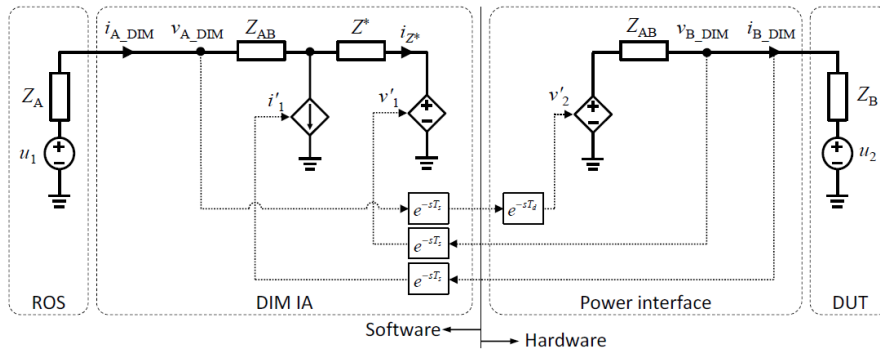 i_A_DIM v_A_DIM Z_AB Z* i_Z* Z_AB v_B_DIM i_B_DIM
Z_A i'_1 v'_1 v'_2 Z_B
u_1 u_2
e^{-sT_s} e^{-sT_d}
e^{-sT_s}
e^{-sT_s}
ROS DIM IA Power interface DUT
Software Hardware